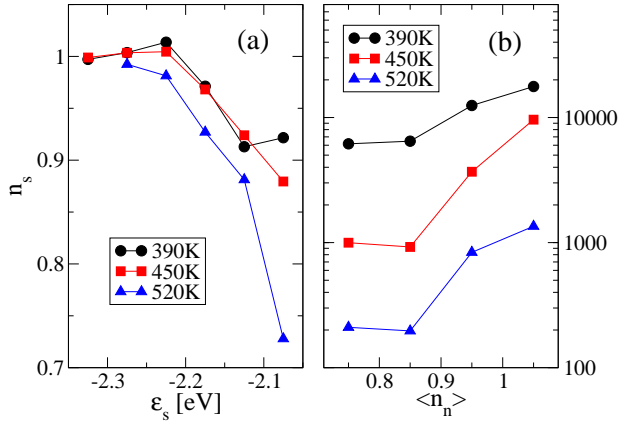 (a)
390K
450K
520K
1
0.9
0.8
0.7
n_s
-2.3
-2.2
-2.1
ε_s [eV]
(b)
390K
450K
520K
10000
1000
100
0.8
0.9
1
<n_n>